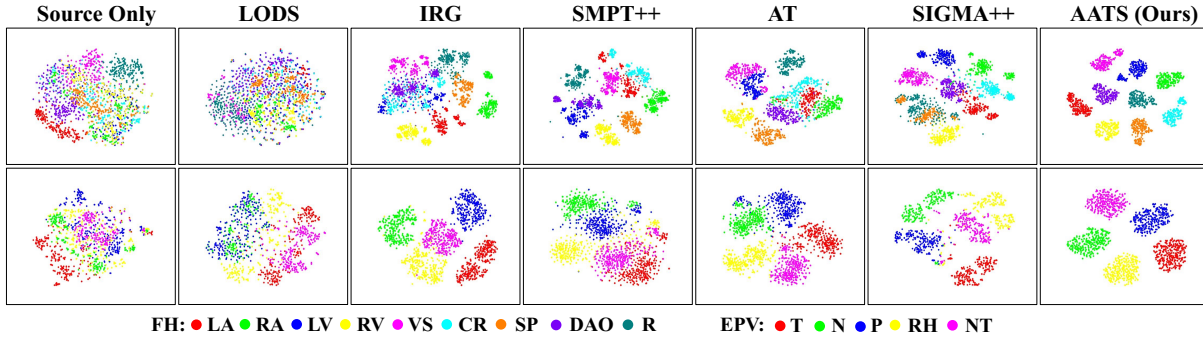 Source Only LODS IRG SMPT++ AT SIGMA++ AATS (Ours)
FH: LA RA LV RV VS CR SP DAO R EPV: T N P RH NT